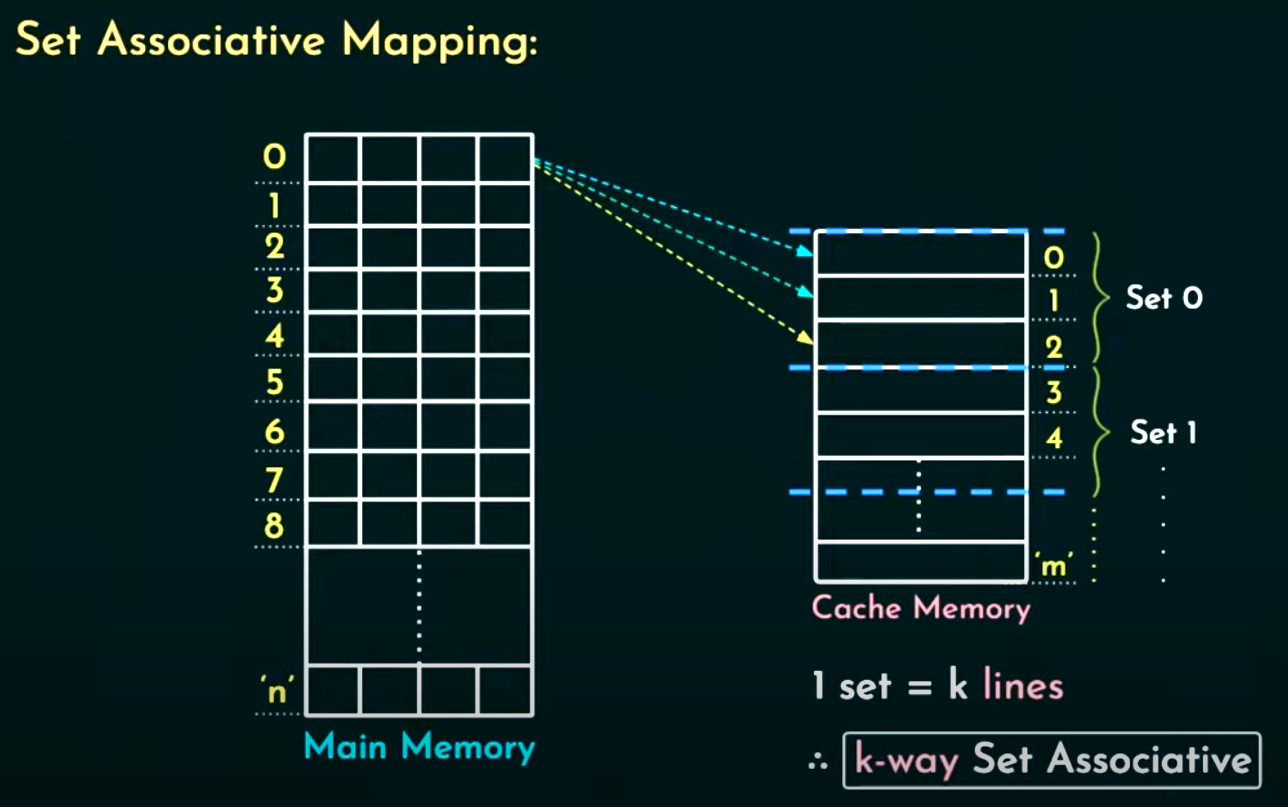 Set Associative Mapping:
0
1
2
3
4
5
6
7
8
'n'
Main Memory
0
1
2
3
4
'm'
Set 0
Set 1
Cache Memory
1 set = k lines
∴ k-way Set Associative